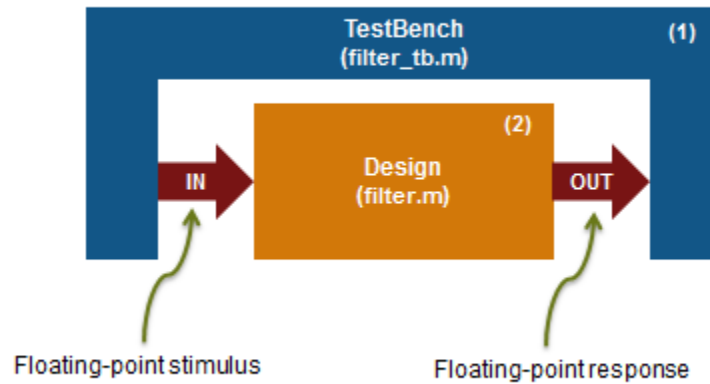 TestBench
(filter_tb.m)
(1)
(2)
Design
(filter.m)
IN
OUT
Floating-point stimulus
Floating-point response